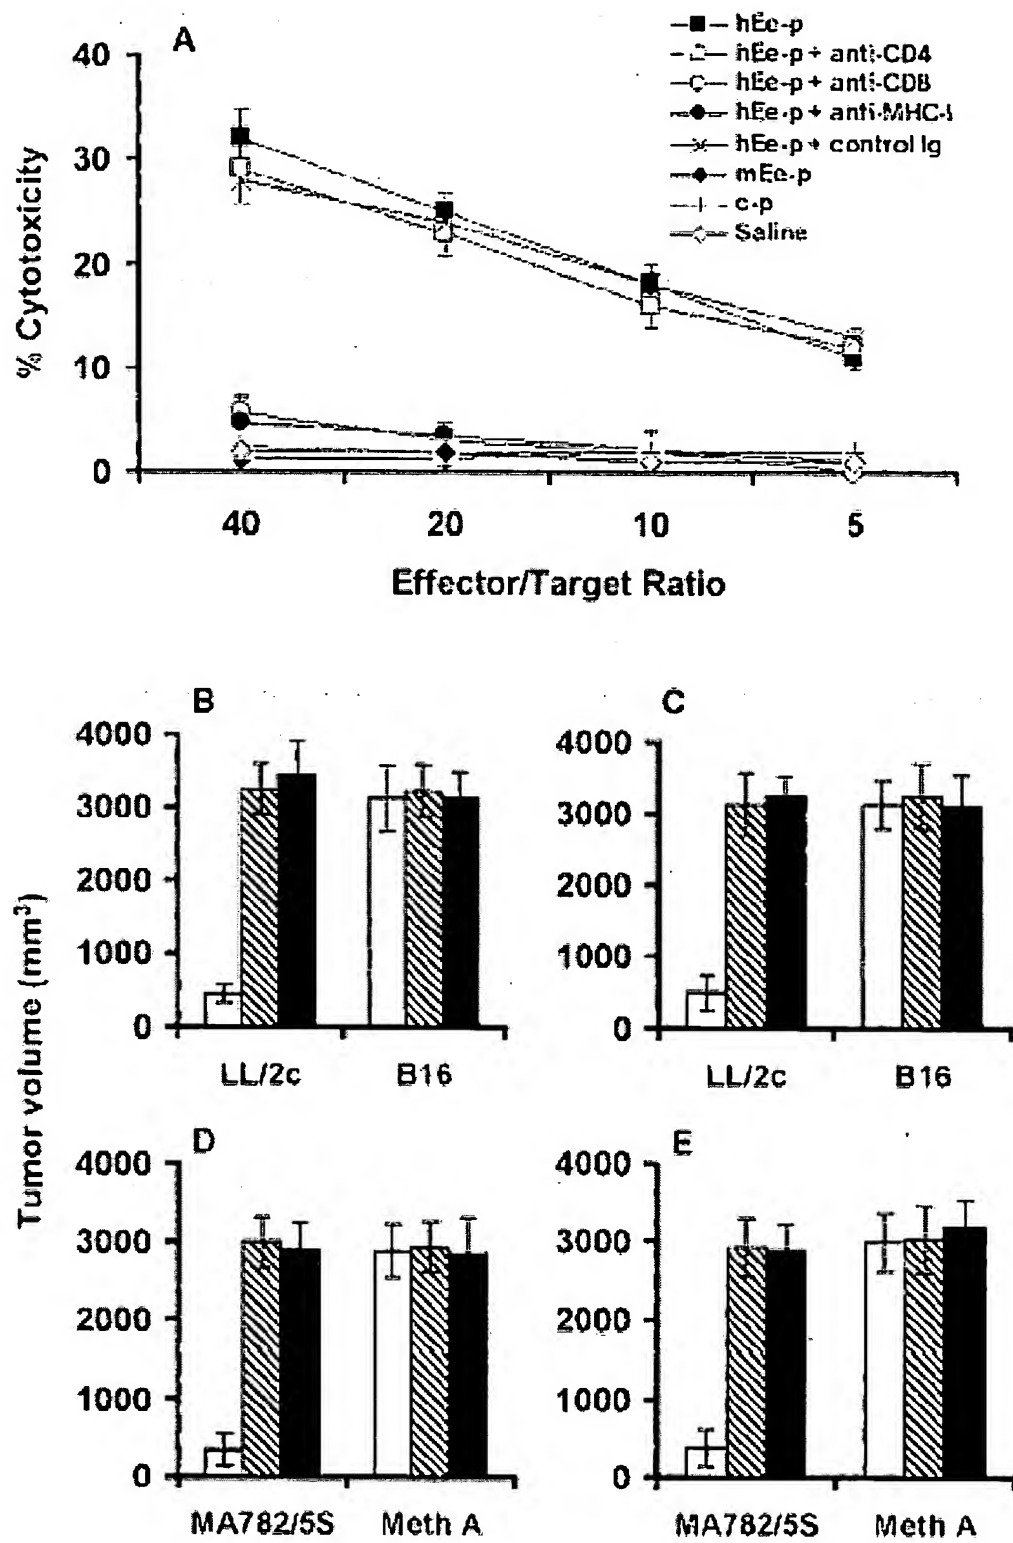 A
hEe-p
hEe-p + anti-CD4
hEe-p + anti-CD8
hEe-p + anti-MHC-I
hEe-p + control Ig
mEe-p
c-p
Saline
40
30
20
10
0
% Cytotoxicity
40 20 10 5
Effector/Target Ratio
B
4000
3000
2000
1000
0
LL/2c B16
C
4000
3000
2000
1000
0
LL/2c B16
Tumor volume (mm³)
D
4000
3000
2000
1000
0
MA782/5S Meth A
E
4000
3000
2000
1000
0
MA782/5S Meth A